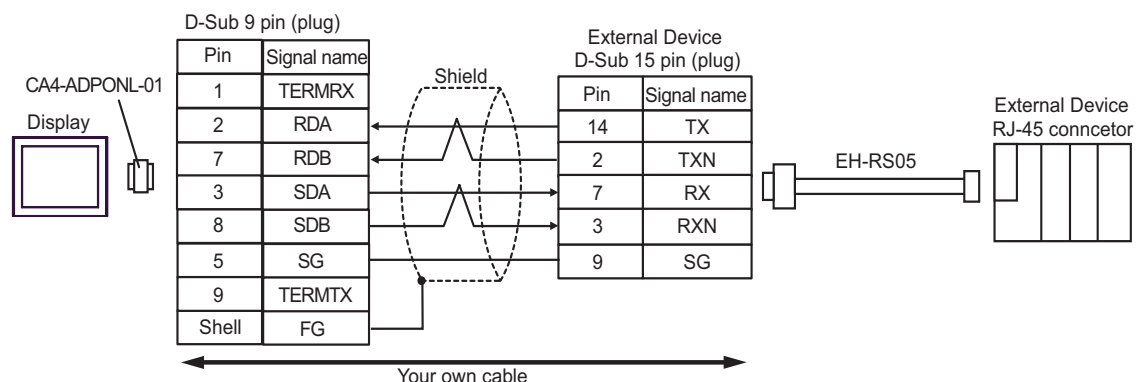 D-Sub 9 pin (plug)
External Device
D-Sub 15 pin (plug)
CA4-ADPONL-01
Display
Pin Signal name
1 TERMRX
2 RDA
7 RDB
3 SDA
8 SDB
5 SG
9 TERMTX
Shell FG
Shield
Pin Signal name
14 TX
2 TXN
7 RX
3 RXN
9 SG
EH-RS05
External Device
RJ-45 conncetor
Your own cable